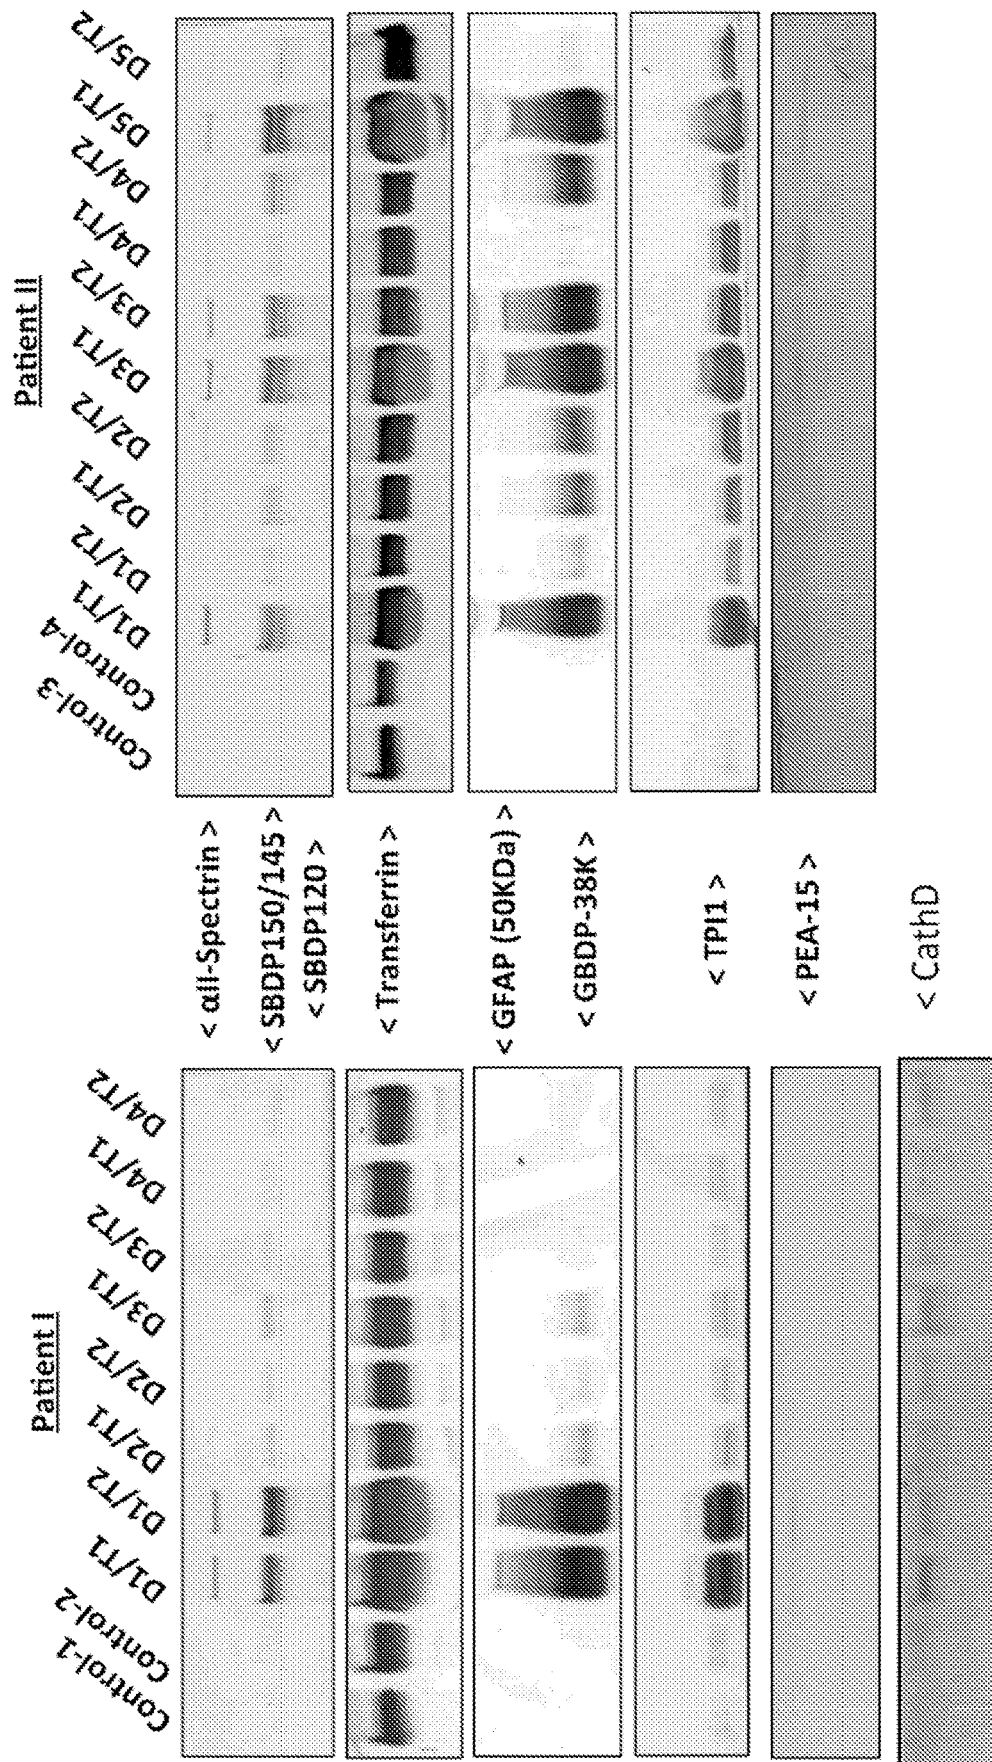 Patient I
Control-1
Control-2
D1/T1
D1/T2
D2/T1
D2/T2
D3/T1
D3/T2
D4/T1
D4/T2
< αII-Spectrin >
< SBDP150/145 >
< SBDP120 >
< Transferrin >
< GFAP (50KDa) >
< GBDP-38K >
< TPI1 >
< PEA-15 >
< CathD
Patient II
Control-3
Control-4
D1/T1
D1/T2
D2/T1
D2/T2
D3/T1
D3/T2
D4/T1
D4/T2
D5/T1
D5/T2